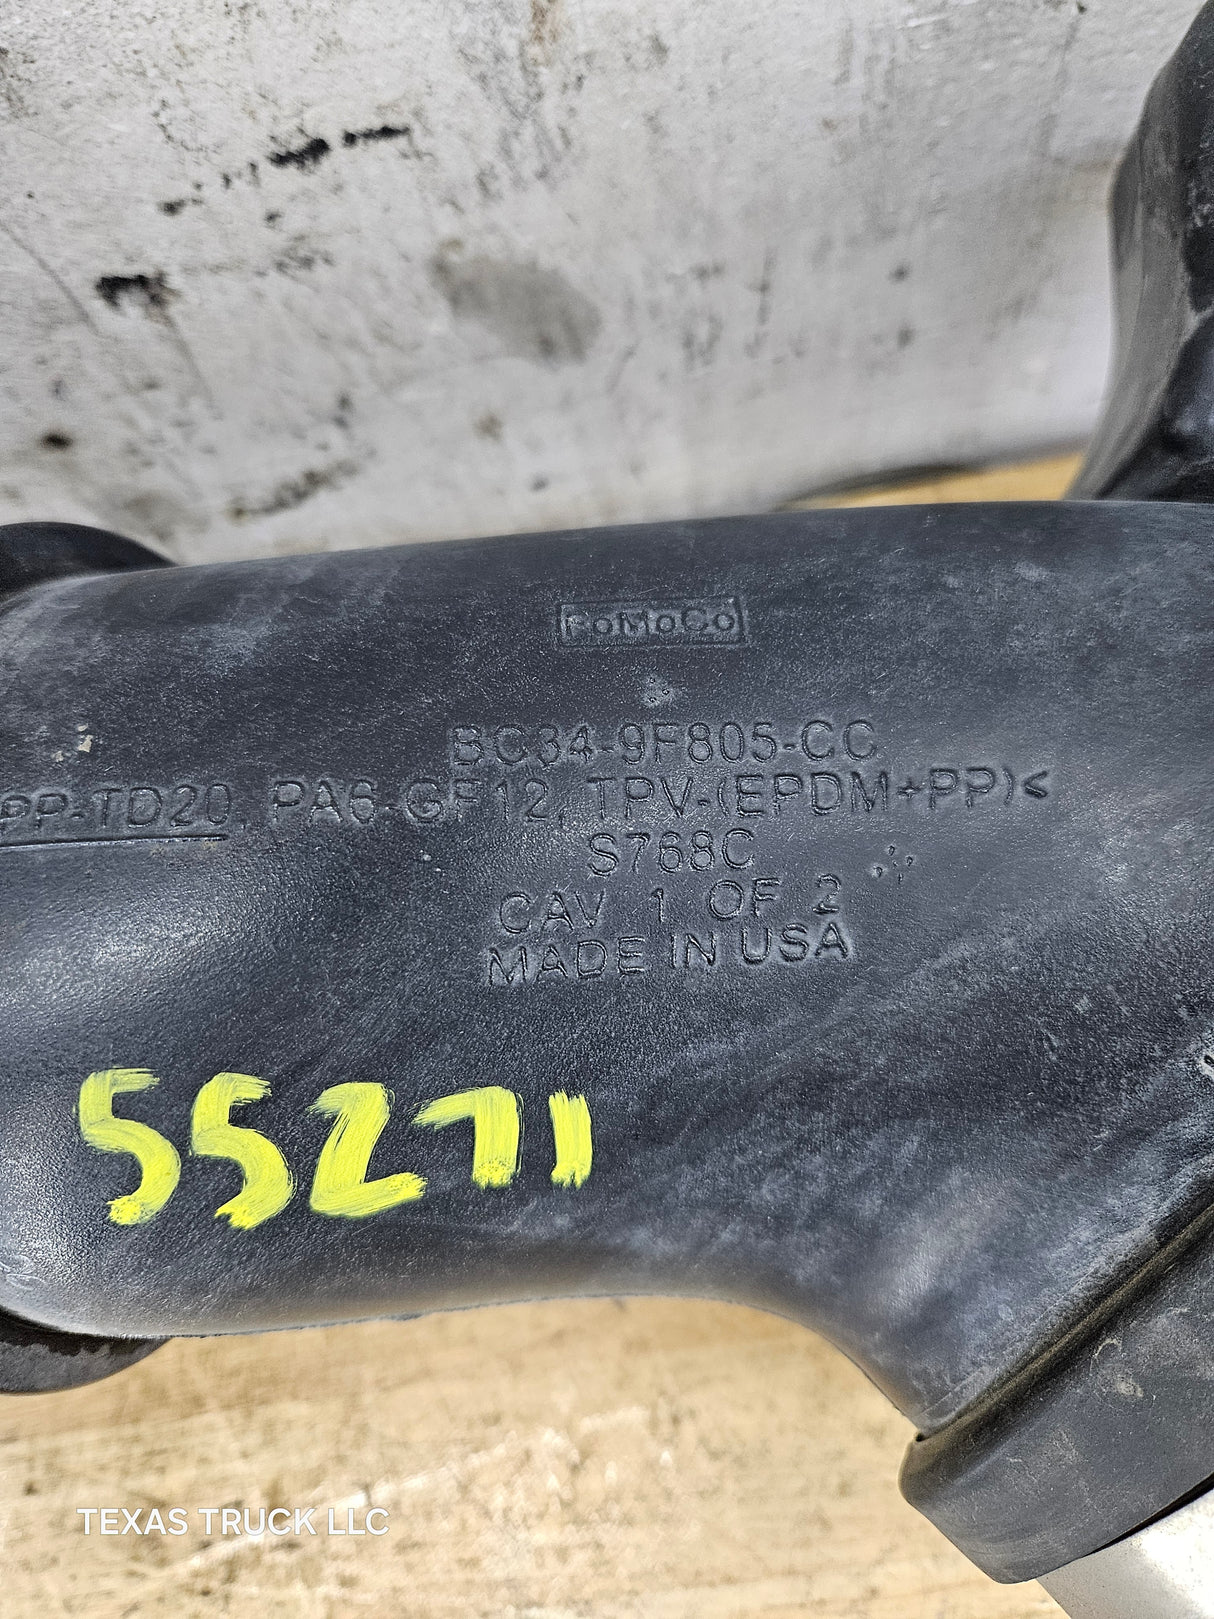 FoMoCo
BC34-9F805-CC
PP-TD20, PA6-GF12, TPV-(EPDM+PP)<
S768C
CAV 1 OF 2
MADE IN USA
55271
TEXAS TRUCK LLC